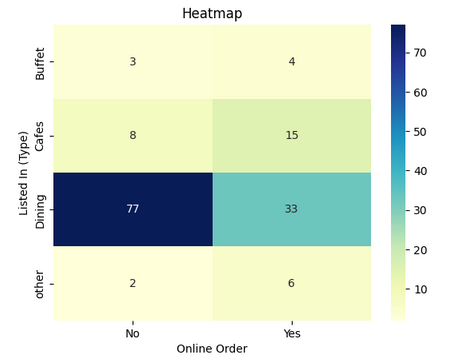 Heatmap
Listed In (Type)
Buffet
3
4
Cafes
8
15
Dining
77
33
other
2
6
No
Yes
Online Order
70
60
50
40
30
20
10